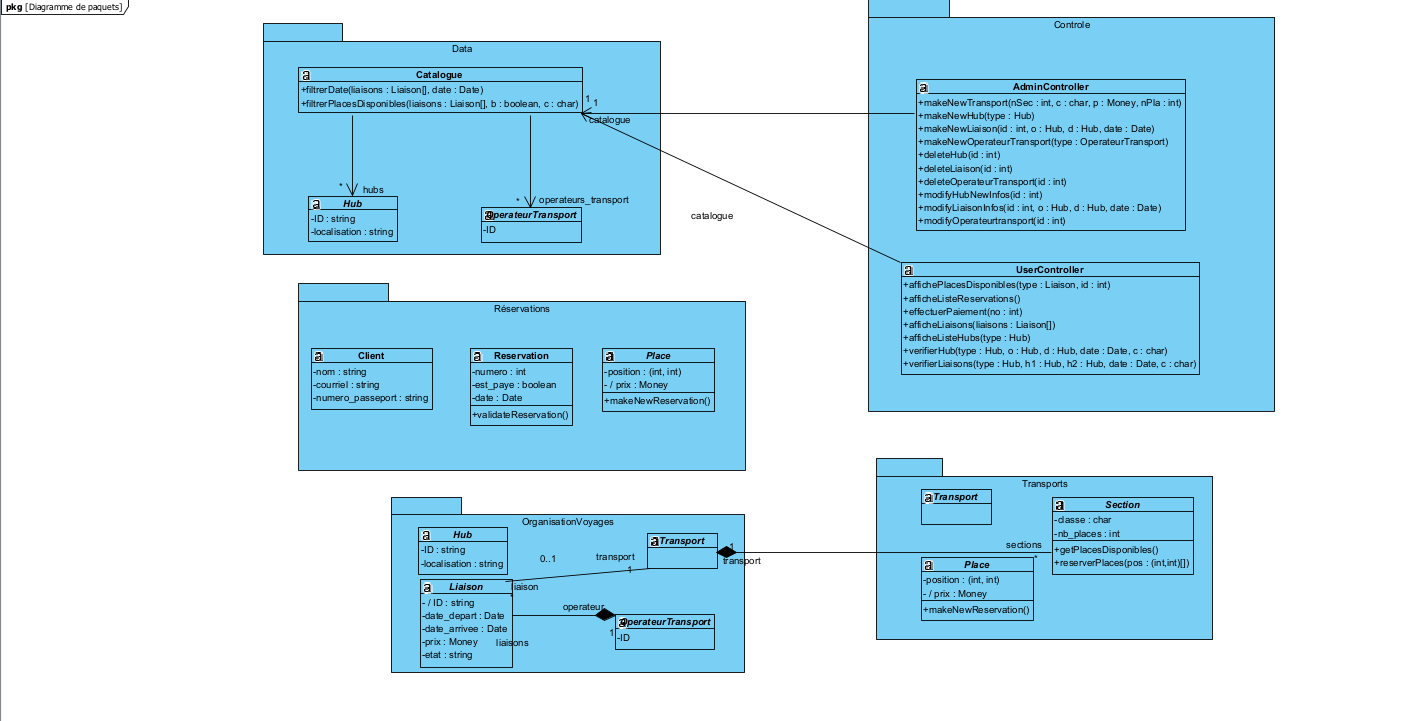 pkg [Diagramme de paquets]
Data
Catalogue
+filtrerDate(liaisons : Liaison[], date : Date)
+filtrerPlacesDisponibles(liaisons : Liaison[], b : boolean, c : char)
1
1
catalogue
*
hubs
*
operateurs_transport
Hub
-ID : string
-localisation : string
OperateurTransport
-ID
catalogue
Controle
AdminController
+makeNewTransport(nSec : int, c : char, p : Money, nPla : int)
+makeNewHub(type : Hub)
+makeNewLiaison(id : int, o : Hub, d : Hub, date : Date)
+makeNewOperateurTransport(type : OperateurTransport)
+deleteHub(id : int)
+deleteLiaison(id : int)
+deleteOperateurTransport(id : int)
+modifyHubNewInfos(id : int)
+modifyLiaisonInfos(id : int, o : Hub, d : Hub, date : Date)
+modifyOperateurtransport(id : int)
UserController
+affichePlacesDisponibles(type : Liaison, id : int)
+afficheListeReservations()
+effectuerPaiement(no : int)
+afficheLiaisons(liaisons : Liaison[])
+afficheListeHubs(type : Hub)
+verifierHub(type : Hub, o : Hub, d : Hub, date : Date, c : char)
+verifierLiaisons(type : Hub, h1 : Hub, h2 : Hub, date : Date, c : char)
Réservations
Client
-nom : string
-courriel : string
-numero_passeport : string
Reservation
-numero : int
-est_paye : boolean
-date : Date
+validateReservation()
Place
-position : (int, int)
- / prix : Money
+makeNewReservation()
OrganisationVoyages
Hub
-ID : string
-localisation : string
0..1
transport
1
Transport
1
transport
Liaison
- / ID : string
-date_depart : Date
-date_arrivee : Date
-prix : Money
-etat : string
liaison
operateur
1
liaisons
OperateurTransport
-ID
Transports
Transport
Section
-classe : char
-nb_places : int
+getPlacesDisponibles()
+reserverPlaces(pos : (int,int)[])
sections
*
Place
-position : (int, int)
- / prix : Money
+makeNewReservation()